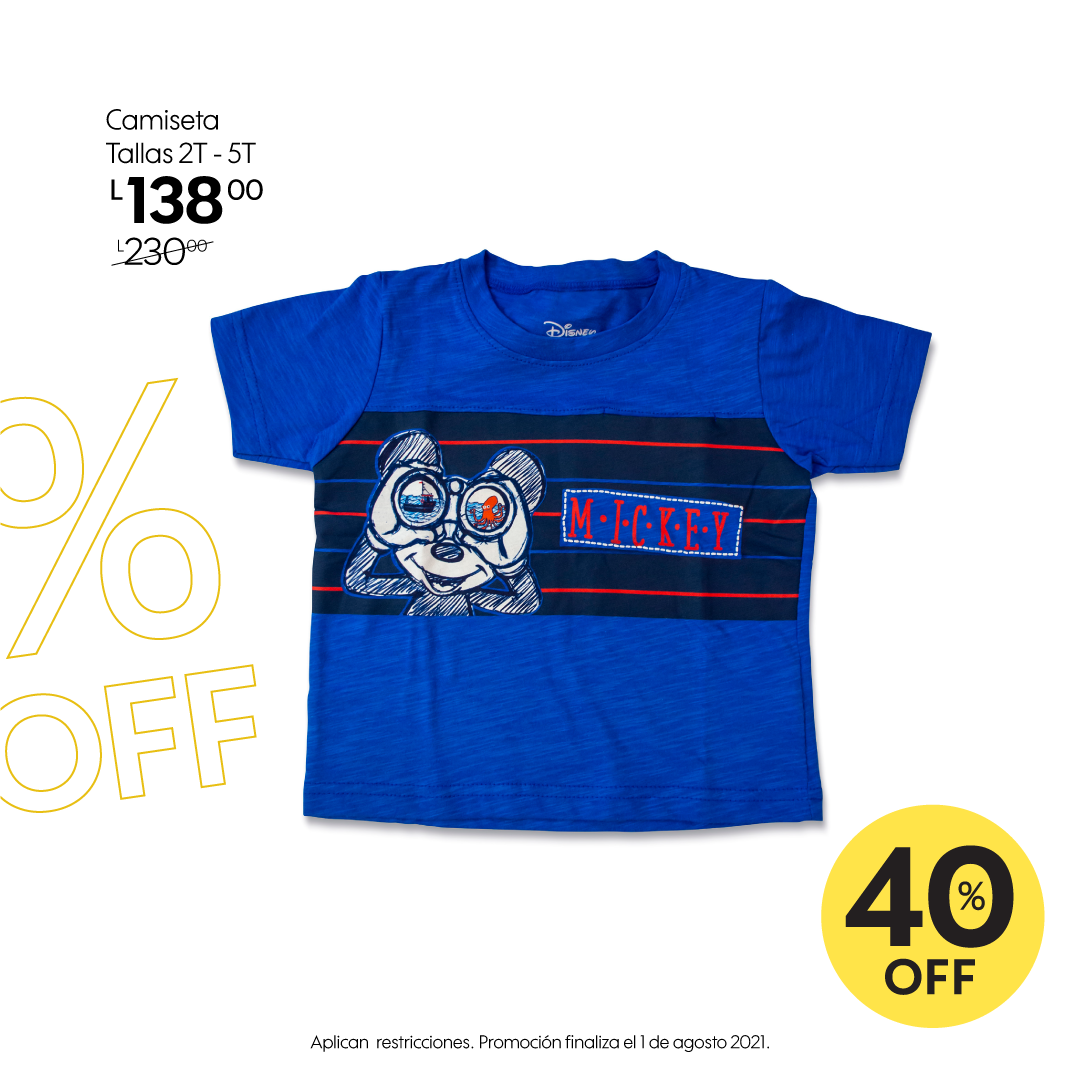 Camiseta
Tallas 2T - 5T
L138 00
L230 00
Disney
M·I·C·K·E·Y
%
OFF
40%
OFF
Aplican restricciones. Promoción finaliza el 1 de agosto 2021.